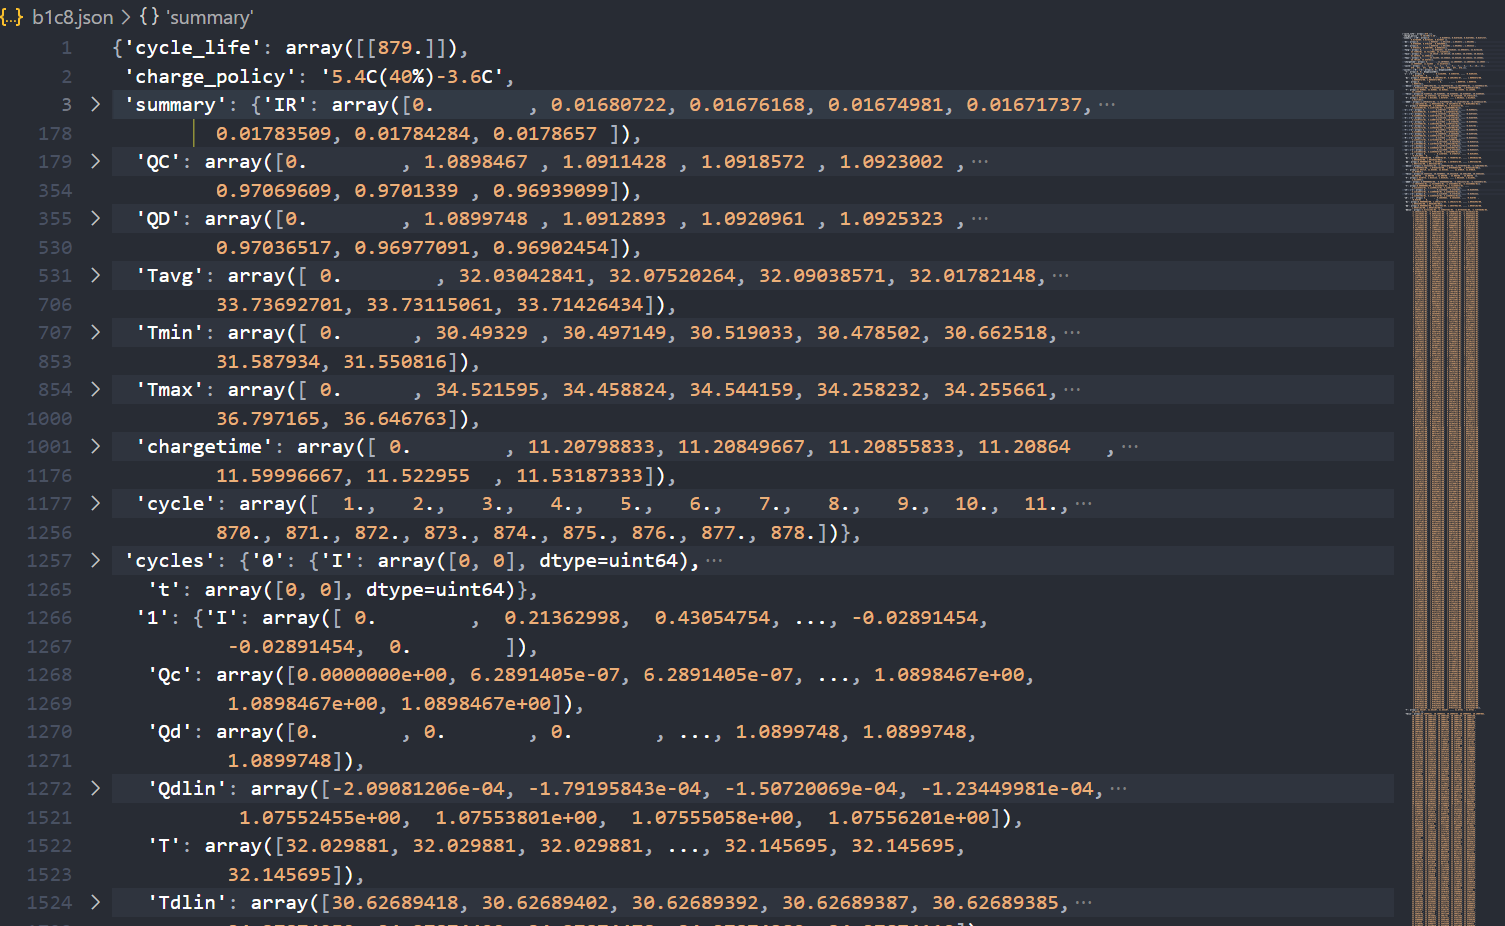 {..} b1c8.json > {} 'summary'
1 {'cycle_life': array([[879.]]),
2 'charge_policy': '5.4C(40%)-3.6C',
3 > 'summary': {'IR': array([0. , 0.01680722, 0.01676168, 0.01674981, 0.01671737,···
178 0.01783509, 0.01784284, 0.0178657 ]),
179 > 'QC': array([0. , 1.0898467 , 1.0911428 , 1.0918572 , 1.0923002 ,···
354 0.97069609, 0.9701339 , 0.96939099]),
355 > 'QD': array([0. , 1.0899748 , 1.0912893 , 1.0920961 , 1.0925323 ,···
530 0.97036517, 0.96977091, 0.96902454]),
531 > 'Tavg': array([ 0. , 32.03042841, 32.07520264, 32.09038571, 32.01782148,···
706 33.73692701, 33.73115061, 33.71426434]),
707 > 'Tmin': array([ 0. , 30.49329 , 30.497149, 30.519033, 30.478502, 30.662518,···
853 31.587934, 31.550816]),
854 > 'Tmax': array([ 0. , 34.521595, 34.458824, 34.544159, 34.258232, 34.255661,···
1000 36.797165, 36.646763]),
1001 > 'chargetime': array([ 0. , 11.20798833, 11.20849667, 11.20855833, 11.20864 ,···
1176 11.59996667, 11.522955 , 11.53187333]),
1177 > 'cycle': array([ 1., 2., 3., 4., 5., 6., 7., 8., 9., 10., 11.,···
1256 870., 871., 872., 873., 874., 875., 876., 877., 878.])},
1257 > 'cycles': {'0': {'I': array([0, 0], dtype=uint64),···
1265 't': array([0, 0], dtype=uint64)},
1266 '1': {'I': array([ 0. , 0.21362998, 0.43054754, ..., -0.02891454,
1267 -0.02891454, 0. ]),
1268 'Qc': array([0.0000000e+00, 6.2891405e-07, 6.2891405e-07, ..., 1.0898467e+00,
1269 1.0898467e+00, 1.0898467e+00]),
1270 'Qd': array([0. , 0. , 0. , ..., 1.0899748, 1.0899748,
1271 1.0899748]),
1272 > 'Qdlin': array([-2.09081206e-04, -1.79195843e-04, -1.50720069e-04, -1.23449981e-04,···
1521 1.07552455e+00, 1.07553801e+00, 1.07555058e+00, 1.07556201e+00]),
1522 'T': array([32.029881, 32.029881, 32.029881, ..., 32.145695, 32.145695,
1523 32.145695]),
1524 > 'Tdlin': array([30.62689418, 30.62689402, 30.62689392, 30.62689387, 30.62689385,···